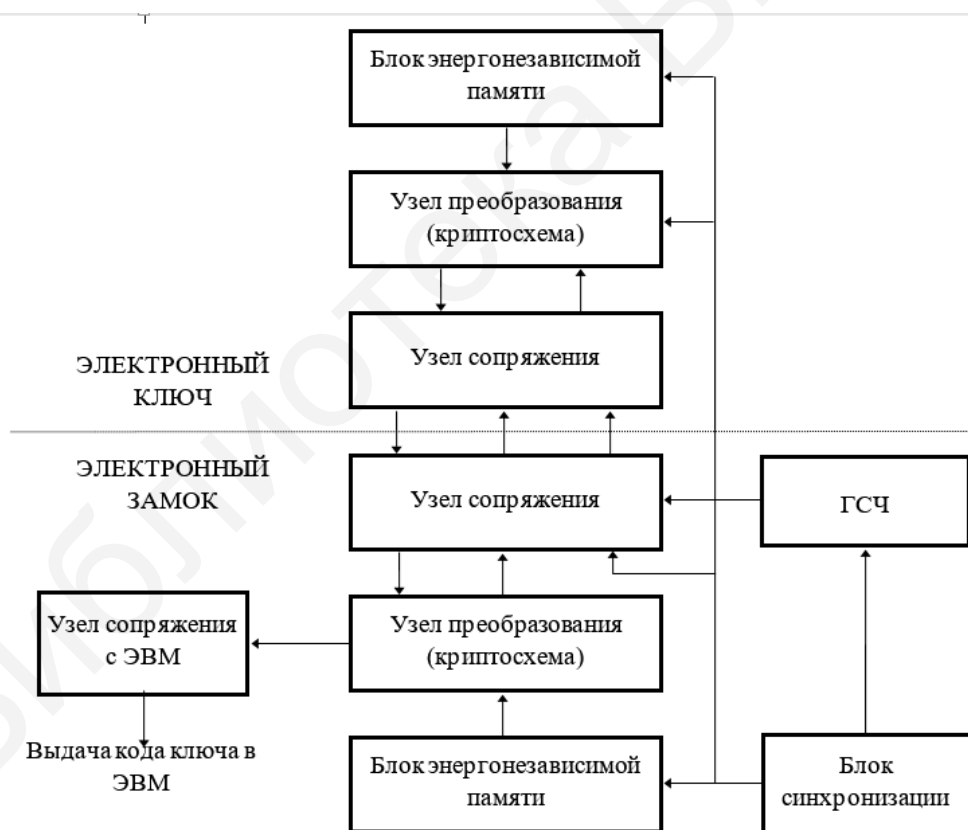 Блок энергонезависимой
памяти
Узел преобразования
(криптосхема)
Узел сопряжения
ЭЛЕКТРОННЫЙ
КЛЮЧ
ЭЛЕКТРОННЫЙ
ЗАМОК
Узел сопряжения
ГСЧ
Узел сопряжения
с ЭВМ
Узел преобразования
(криптосхема)
Выдача кода ключа в
ЭВМ
Блок энергонезависимой
памяти
Блок
синхронизации
Библиотека